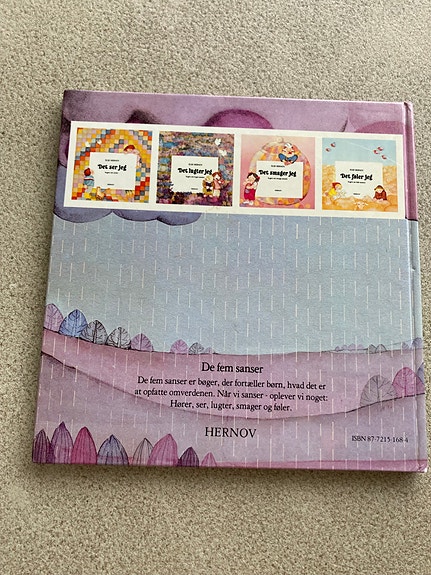 Det ser jeg
Det lugter jeg
Det smager jeg
Det føler jeg
De fem sanser
De fem sanser er bøger, der fortæller børn, hvad det er
at opfatte omverdenen. Når vi sanser - oplever vi noget:
Hører, ser, lugter, smager og føler.
HERNOV
ISBN 87-7215-168-4